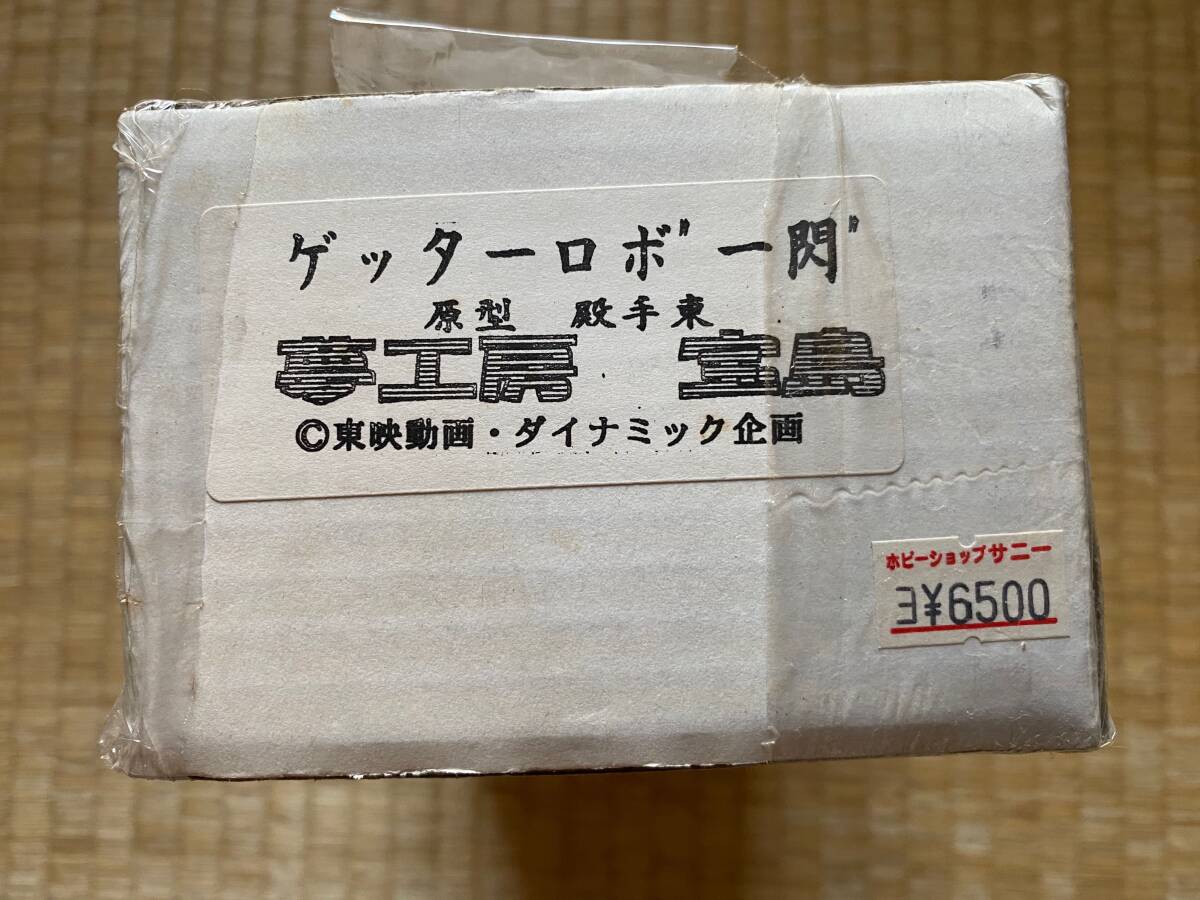 ゲッターロボ"一閃"
原型　殿手東
夢工房　宝島
©東映動画・ダイナミック企画
ホビーショップサニー
ヨ¥6500